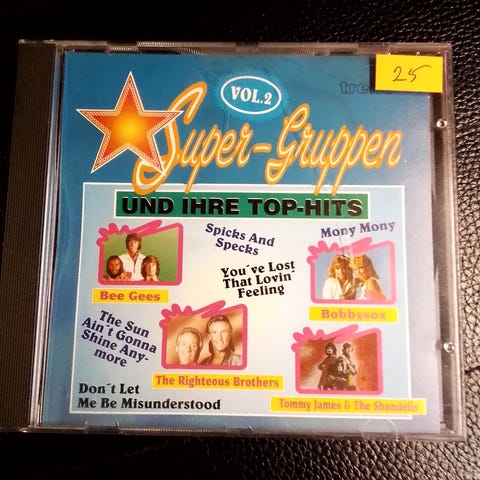 25
VOL.2
Super-Gruppen
UND IHRE TOP-HITS
Spicks And
Specks
Mony Mony
Bee Gees
You´ve Lost
That Lovin´
Feeling
Bobbysox
The Sun
Ain´t Gonna
Shine Any-
more
The Righteous Brothers
Tommy James & The Shondells
Don´t Let
Me Be Misunderstood